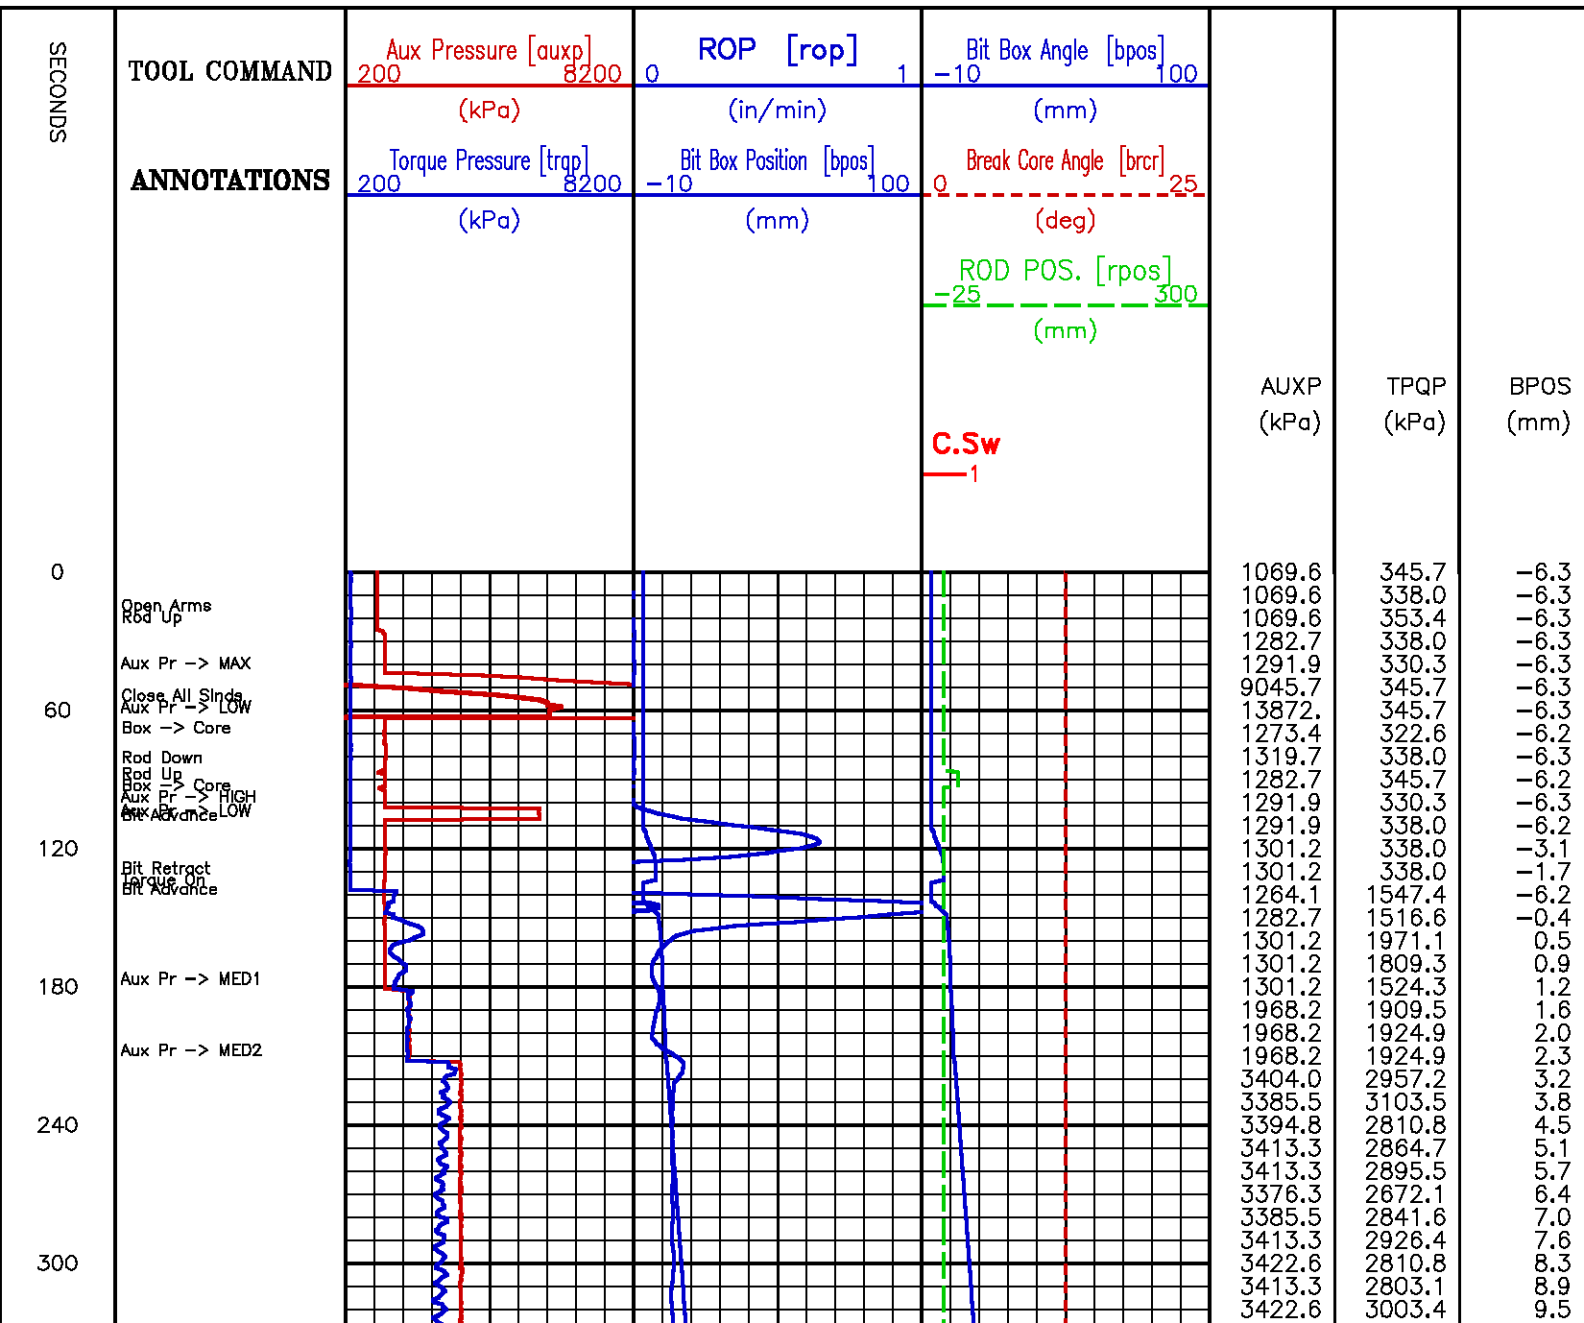 SECONDS
TOOL COMMAND
ANNOTATIONS
Aux Pressure [auxp]
200 8200
(kPa)
Torque Pressure [trqp]
200 8200
(kPa)
ROP [rop]
0 1
(in/min)
Bit Box Position [bpos]
-10 100
(mm)
Bit Box Angle [bpos]
-10 100
(mm)
Break Core Angle [brcr]
0 25
(deg)
ROD POS. [rpos]
-25 300
(mm)
C.Sw
1
AUXP TPQP BPOS
(kPa) (kPa) (mm)
0 1069.6 345.7 -6.3
Open Arms 1069.6 338.0 -6.3
Rod Up 1069.6 353.4 -6.3
1282.7 338.0 -6.3
Aux Pr -> MAX 1291.9 330.3 -6.3
Close All Slnds 9045.7 345.7 -6.3
60 Aux Pr -> LOW 13872. 345.7 -6.3
Box -> Core 1273.4 322.6 -6.2
Rod Down 1319.7 338.0 -6.3
Rod Up 1282.7 345.7 -6.2
Box -> Core
Aux Pr -> HIGH 1291.9 330.3 -6.3
Aux Pr -> LOW
Bit Advance 1291.9 338.0 -6.2
120 1301.2 338.0 -3.1
Bit Retract 1301.2 338.0 -1.7
Torque On
Bit Advance 1264.1 1547.4 -6.2
1282.7 1516.6 -0.4
1301.2 1971.1 0.5
1301.2 1809.3 0.9
Aux Pr -> MED1
180 1301.2 1524.3 1.2
1968.2 1909.5 1.6
1968.2 1924.9 2.0
Aux Pr -> MED2 1968.2 1924.9 2.3
3404.0 2957.2 3.2
3385.5 3103.5 3.8
240 3394.8 2810.8 4.5
3413.3 2864.7 5.1
3413.3 2895.5 5.7
3376.3 2672.1 6.4
3385.5 2841.6 7.0
3413.3 2926.4 7.6
300 3422.6 2810.8 8.3
3413.3 2803.1 8.9
3422.6 3003.4 9.5